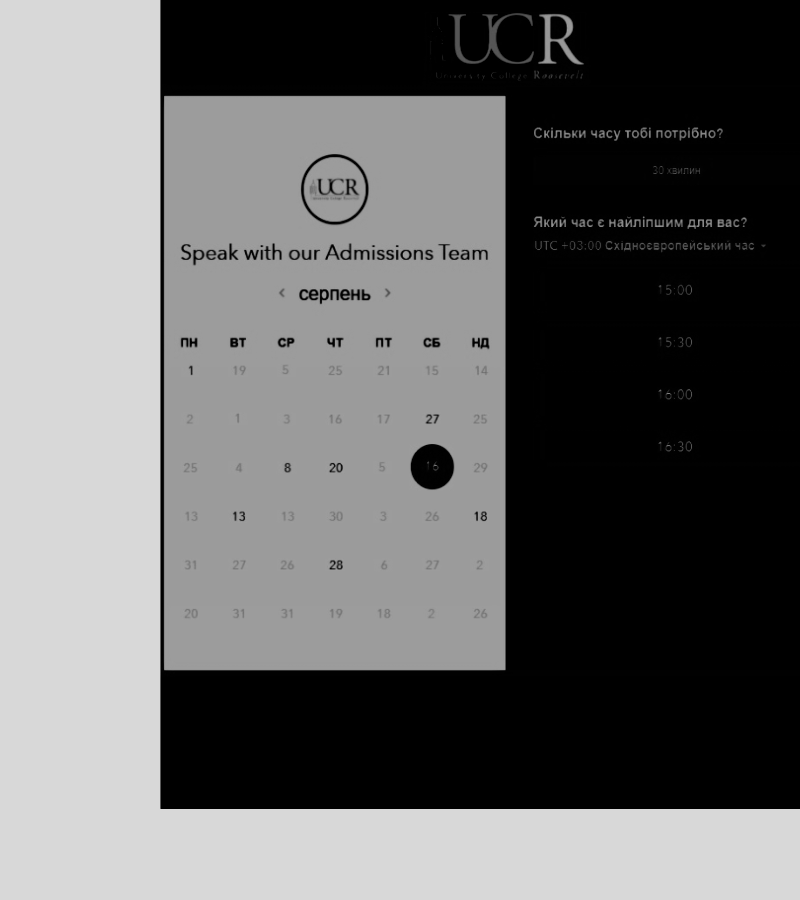 UCR
University College Roosevelt
UCR
Speak with our Admissions Team
< серпень >
ПН ВТ СР ЧТ ПТ СБ НД
1 19 5 25 21 15 14
2 1 3 16 17 27 25
25 4 8 20 5 16 29
13 13 13 30 3 26 18
31 27 26 28 6 27 2
20 31 31 19 18 2 26
Скільки часу тобі потрібно?
30 хвилин
Який час є найліпшим для вас?
UTC +03:00 Східноєвропейський час
15:00
15:30
16:00
16:30